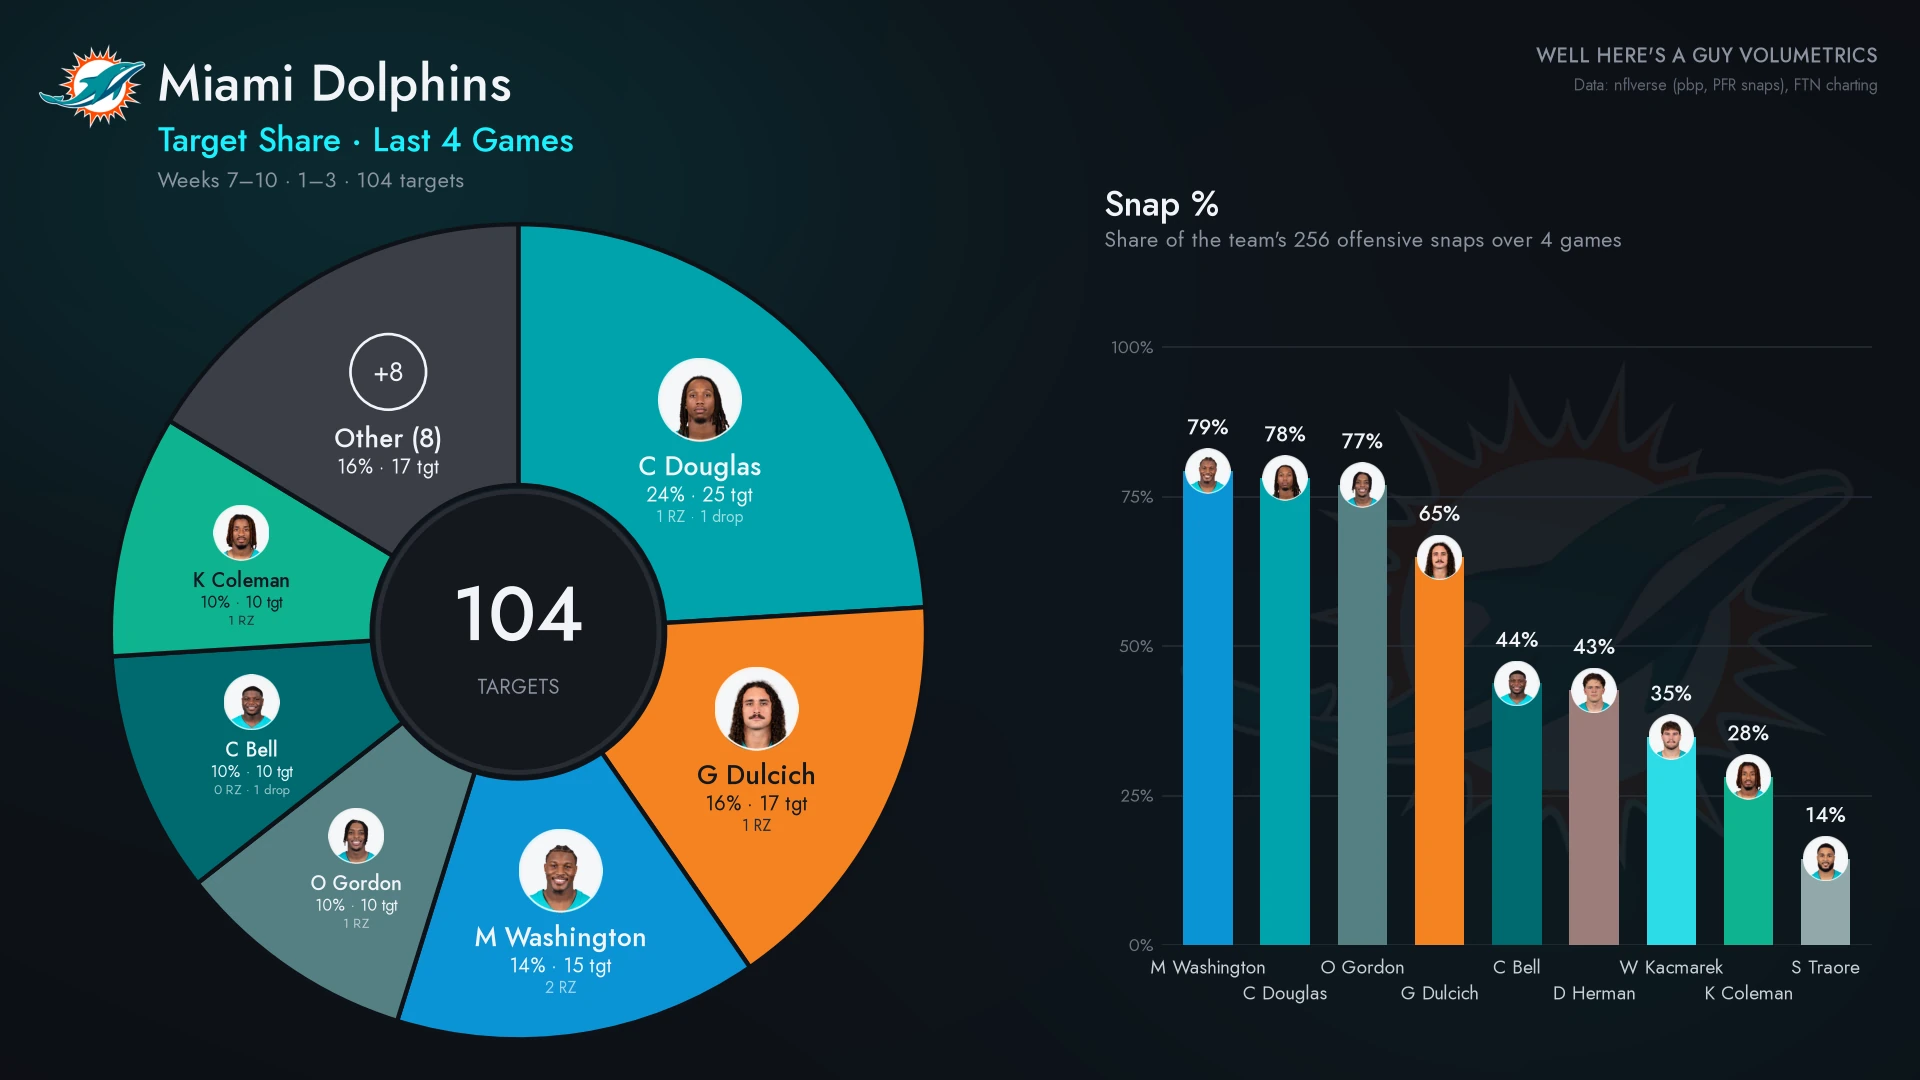 Miami Dolphins
Target Share · Last 4 Games
Weeks 7–10 · 1–3 · 104 targets
WELL HERE'S A GUY VOLUMETRICS
Data: nflverse (pbp, PFR snaps), FTN charting
+8
Other (8)
16% · 17 tgt
C Douglas
24% · 25 tgt
1 RZ · 1 drop
K Coleman
10% · 10 tgt
1 RZ
104
TARGETS
C Bell
10% · 10 tgt
0 RZ · 1 drop
G Dulcich
16% · 17 tgt
1 RZ
O Gordon
10% · 10 tgt
1 RZ
M Washington
14% · 15 tgt
2 RZ
Snap %
Share of the team's 256 offensive snaps over 4 games
100%
75%
50%
25%
0%
79%
78%
77%
65%
44%
43%
35%
28%
14%
M Washington
C Douglas
O Gordon
G Dulcich
C Bell
D Herman
W Kacmarek
K Coleman
S Traore